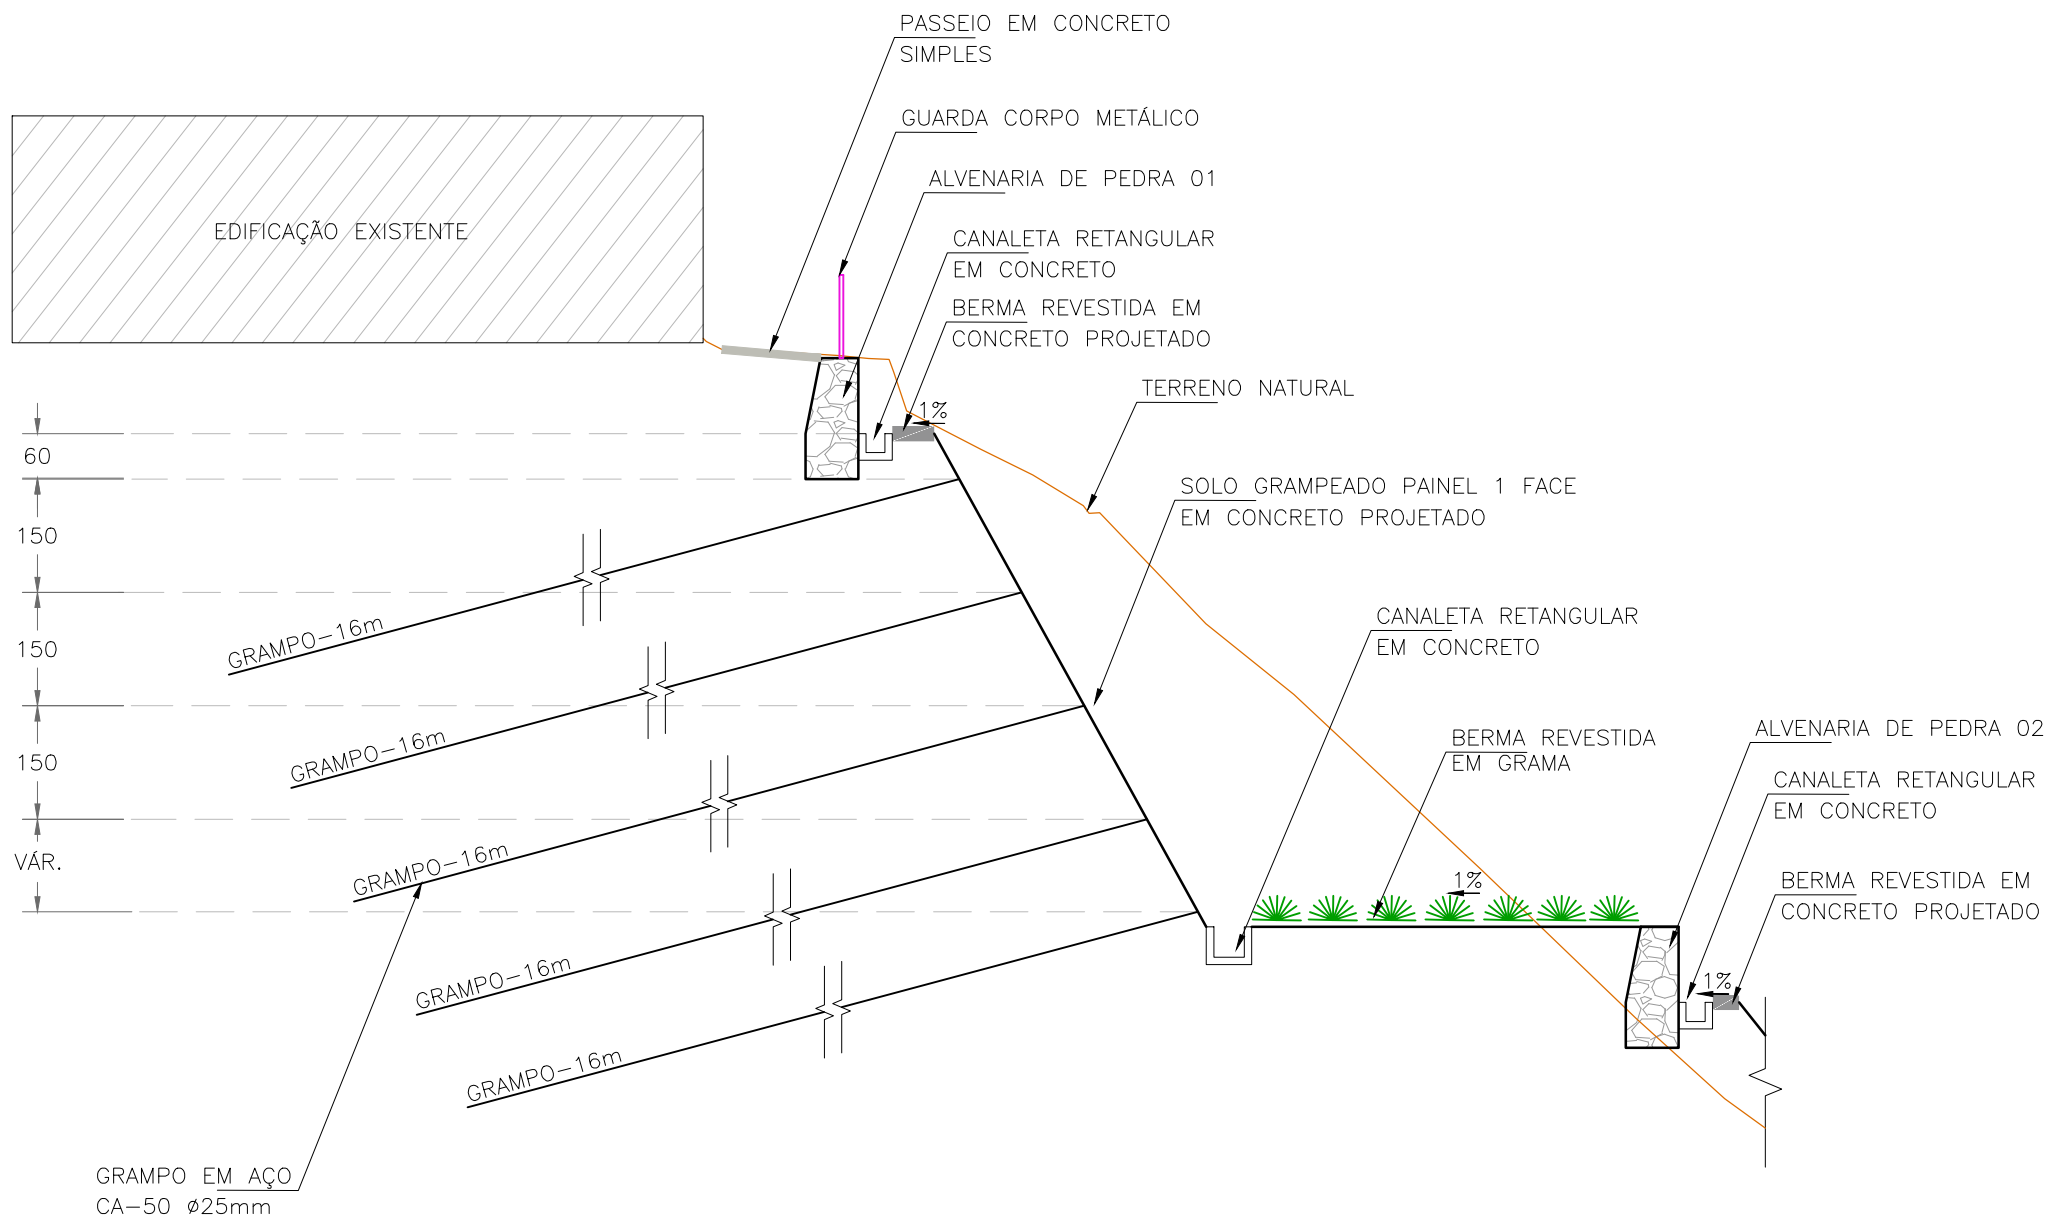 PASSEIO EM CONCRETO
SIMPLES
GUARDA CORPO METÁLICO
ALVENARIA DE PEDRA 01
EDIFICAÇÃO EXISTENTE
CANALETA RETANGULAR
EM CONCRETO
BERMA REVESTIDA EM
CONCRETO PROJETADO
1%
TERRENO NATURAL
60
SOLO GRAMPEADO PAINEL 1 FACE
EM CONCRETO PROJETADO
150
150
150
VÁR.
GRAMPO-16m
GRAMPO-16m
GRAMPO-16m
GRAMPO-16m
GRAMPO-16m
CANALETA RETANGULAR
EM CONCRETO
BERMA REVESTIDA
EM GRAMA
1%
ALVENARIA DE PEDRA 02
CANALETA RETANGULAR
EM CONCRETO
BERMA REVESTIDA EM
CONCRETO PROJETADO
1%
GRAMPO EM AÇO
CA-50 ø25mm